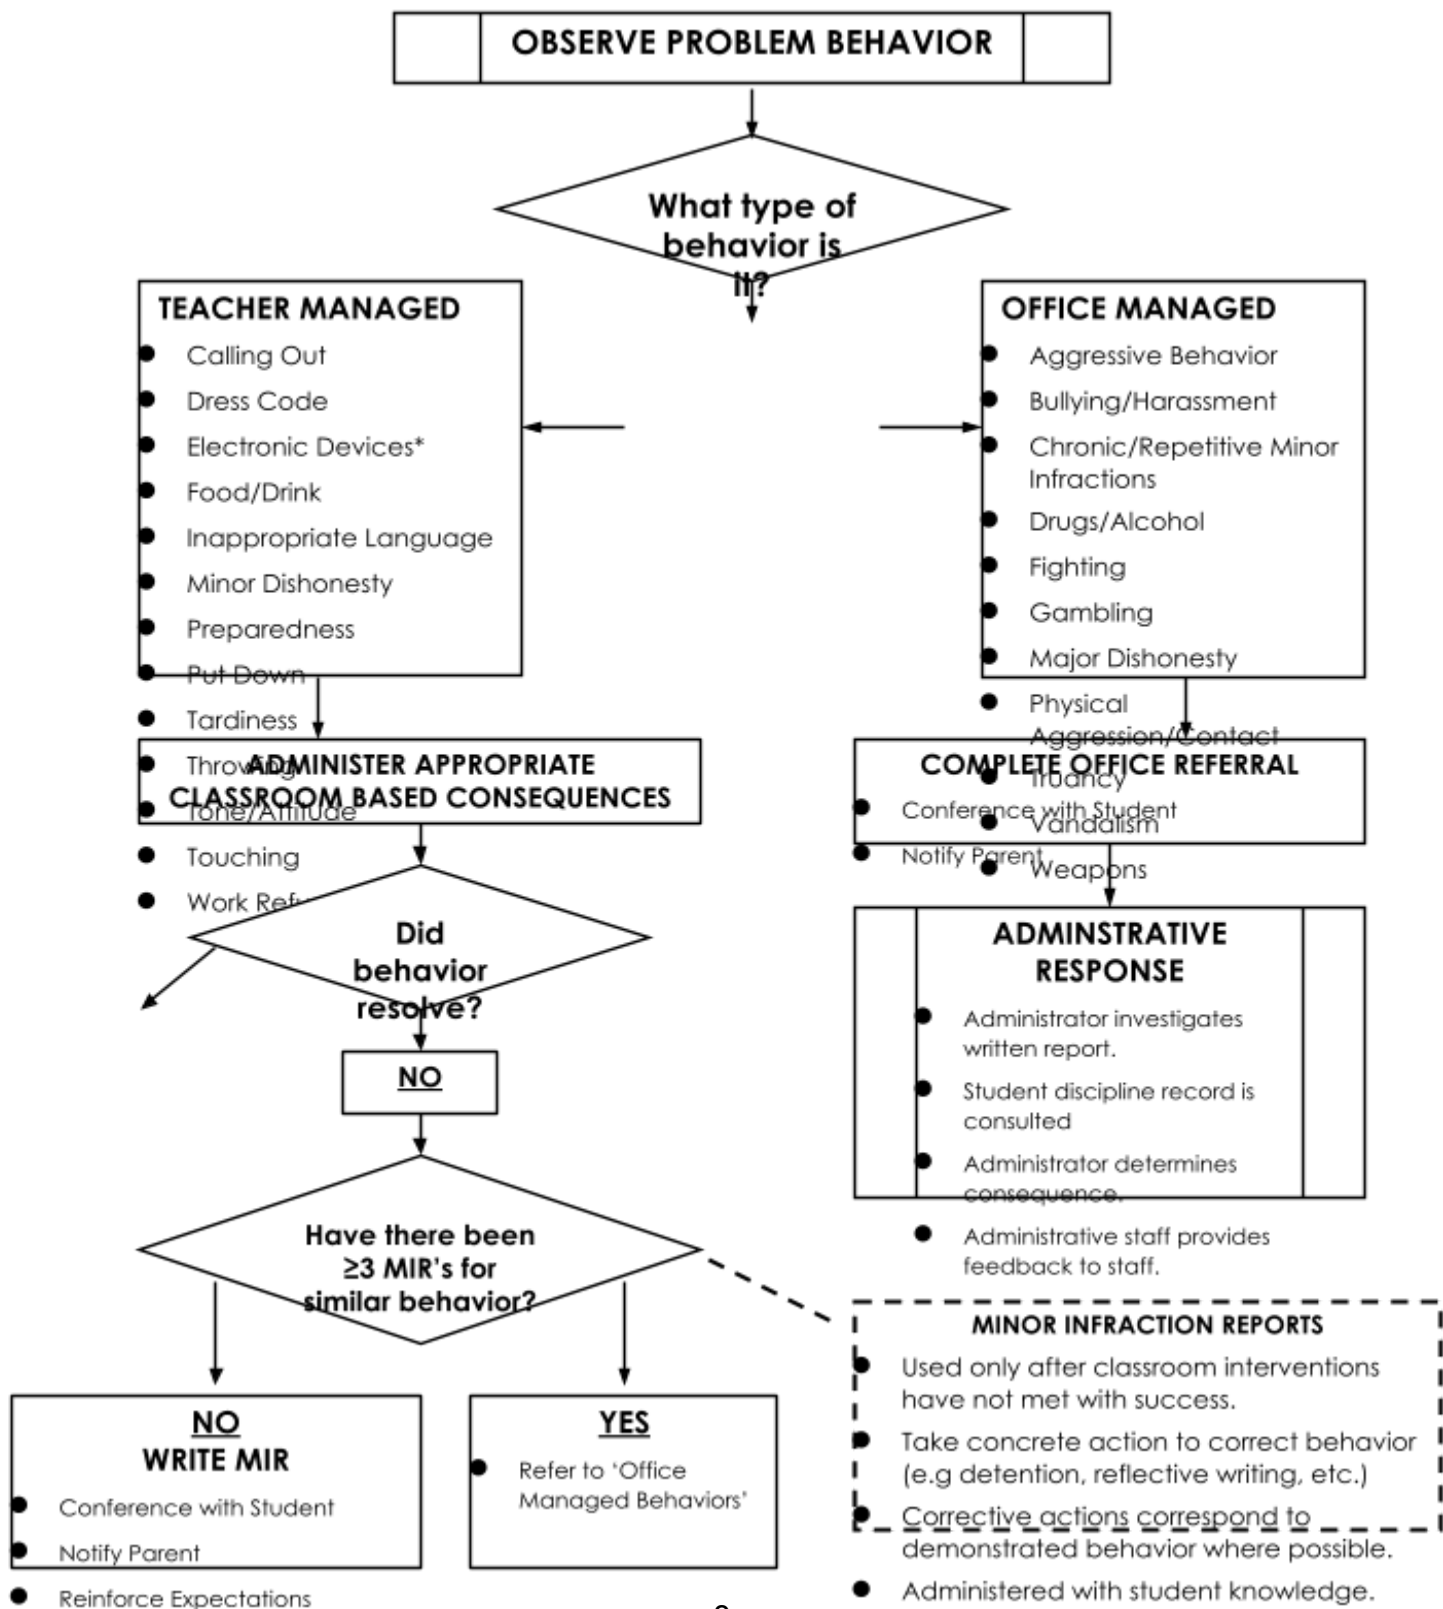 OBSERVE PROBLEM BEHAVIOR
What type of
behavior is
it?
TEACHER MANAGED
Calling Out
Dress Code
Electronic Devices*
Food/Drink
Inappropriate Language
Minor Dishonesty
Preparedness
Put Down
Tardiness
Throwing
Tone/Attitude
Touching
Work
OFFICE MANAGED
Aggressive Behavior
Bullying/Harassment
Chronic/Repetitive Minor
Infractions
Drugs/Alcohol
Fighting
Gambling
Major Dishonesty
Physical
Aggression/Contact
Truancy
Vandalism
Weapons
ADMINISTER APPROPRIATE
CLASSROOM BASED CONSEQUENCES
COMPLETE OFFICE REFERRAL
Conference with Student
Notify Parent
Did
behavior
resolve?
NO
ADMINSTRATIVE
RESPONSE
Administrator investigates
written report.
Student discipline record is
consulted
Administrator determines
consequence.
Administrative staff provides
feedback to staff.
Have there been
≥3 MIR's for
similar behavior?
NO
WRITE MIR
Conference with Student
Notify Parent
Reinforce Expectations
YES
Refer to ‘Office
Managed Behaviors’
MINOR INFRACTION REPORTS
Used only after classroom interventions
have not met with success.
Take concrete action to correct behavior
(e.g detention, reflective writing, etc.)
Corrective actions correspond to
demonstrated behavior where possible.
Administered with student knowledge.